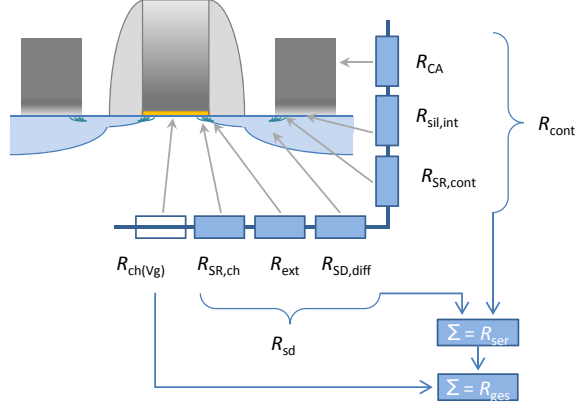 R_CA
R_sil,int
R_cont
R_SR,cont
R_ch(Vg)
R_SR,ch
R_ext
R_SD,diff
R_sd
Σ = R_ser
Σ = R_ges